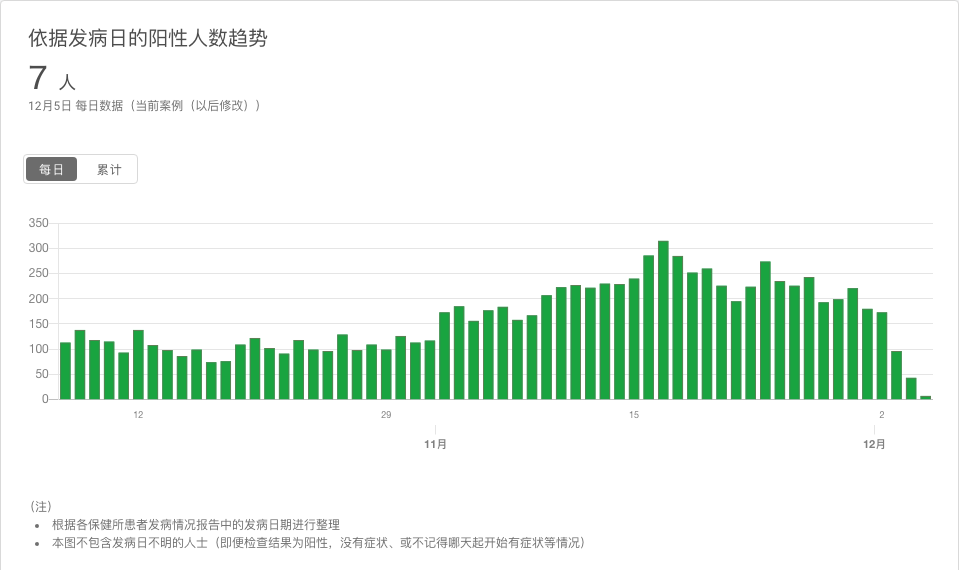 依据发病日的阳性人数趋势
7 人
12月5日 每日数据（当前案例（以后修改））
每日 累计
350
300
250
200
150
100
50
0
12 29 15 2
11月 12月
(注)
• 根据各保健所患者发病情况报告中的发病日期进行整理
• 本图不包含发病日不明的人士（即便检查结果为阳性，没有症状、或不记得哪天起开始有症状等情况）